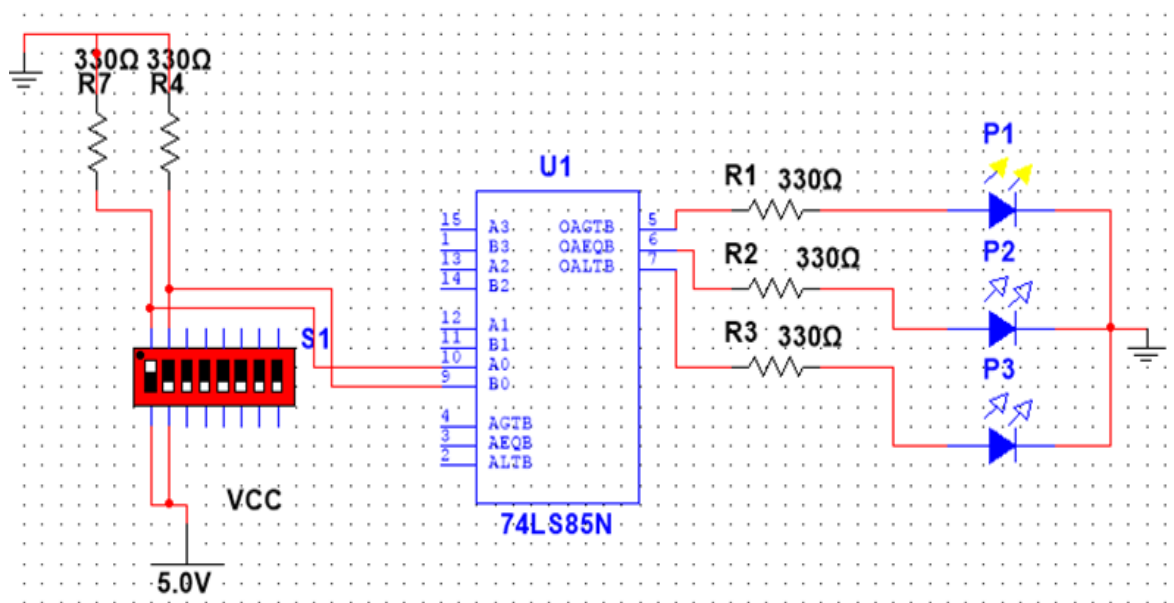 330Ω 330Ω
R7 R4
S1
VCC
5.0V
U1
15 A3
1 B3
13 A2
14 B2
12 A1
11 B1
10 A0
9 B0
4 AGTB
3 AEQB
2 ALTB
OAGTB 5
OAEQB 6
OALTB 7
74LS85N
R1 330Ω
R2 330Ω
R3 330Ω
P1
P2
P3